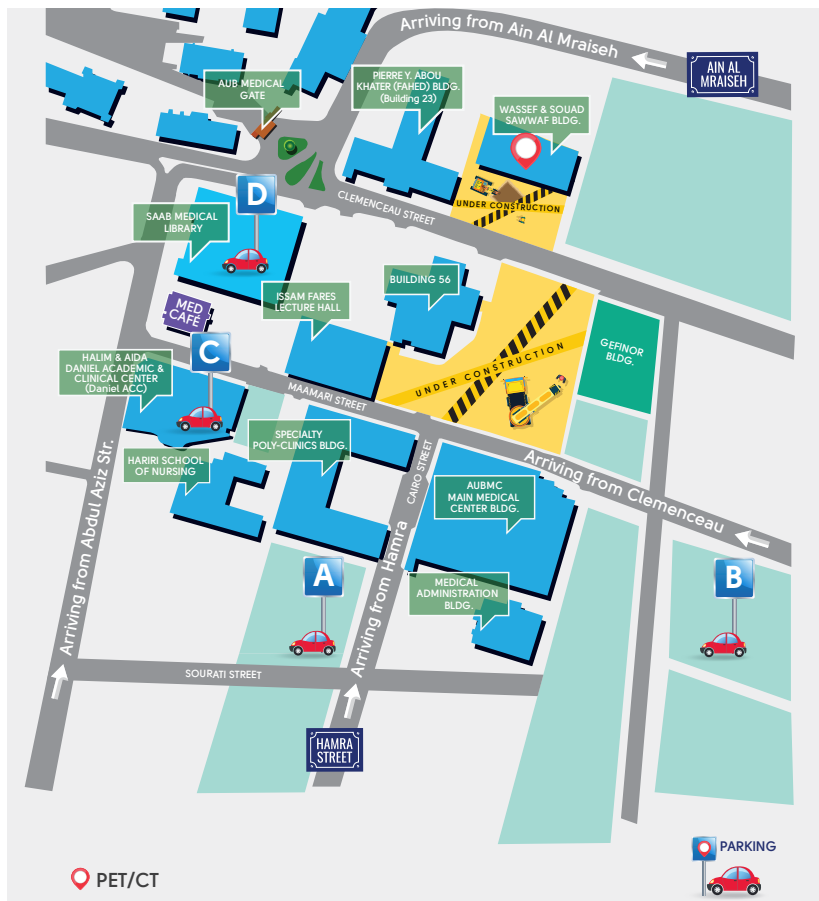 Arriving from Ain Al Mraiseh
AIN AL
MRAISEH
AUB MEDICAL
GATE
PIERRE Y. ABOU
KHATER (FAHED) BLDG.
(Building 23)
WASSEF & SOUAD
SAWWAF BLDG.
UNDER CONSTRUCTION
CLEMENCEAU STREET
D
SAAB MEDICAL
LIBRARY
BUILDING 56
ISSAM FARES
LECTURE HALL
MED
CAFE
GEFINOR
BLDG.
UNDER CONSTRUCTION
C
HALIM & AIDA
DANIEL ACADEMIC &
CLINICAL CENTER
(Daniel ACC)
MAAMARI STREET
SPECIALTY
POLY-CLINICS BLDG.
HARIRI SCHOOL
OF NURSING
CAIRO STREET
Arriving from Clemenceau
AUBMC
MAIN MEDICAL
CENTER BLDG.
Arriving from Abdul Aziz Str.
Arriving from Hamra
A
MEDICAL
ADMINISTRATION
BLDG.
B
SOURATI STREET
HAMRA
STREET
PARKING
PET/CT